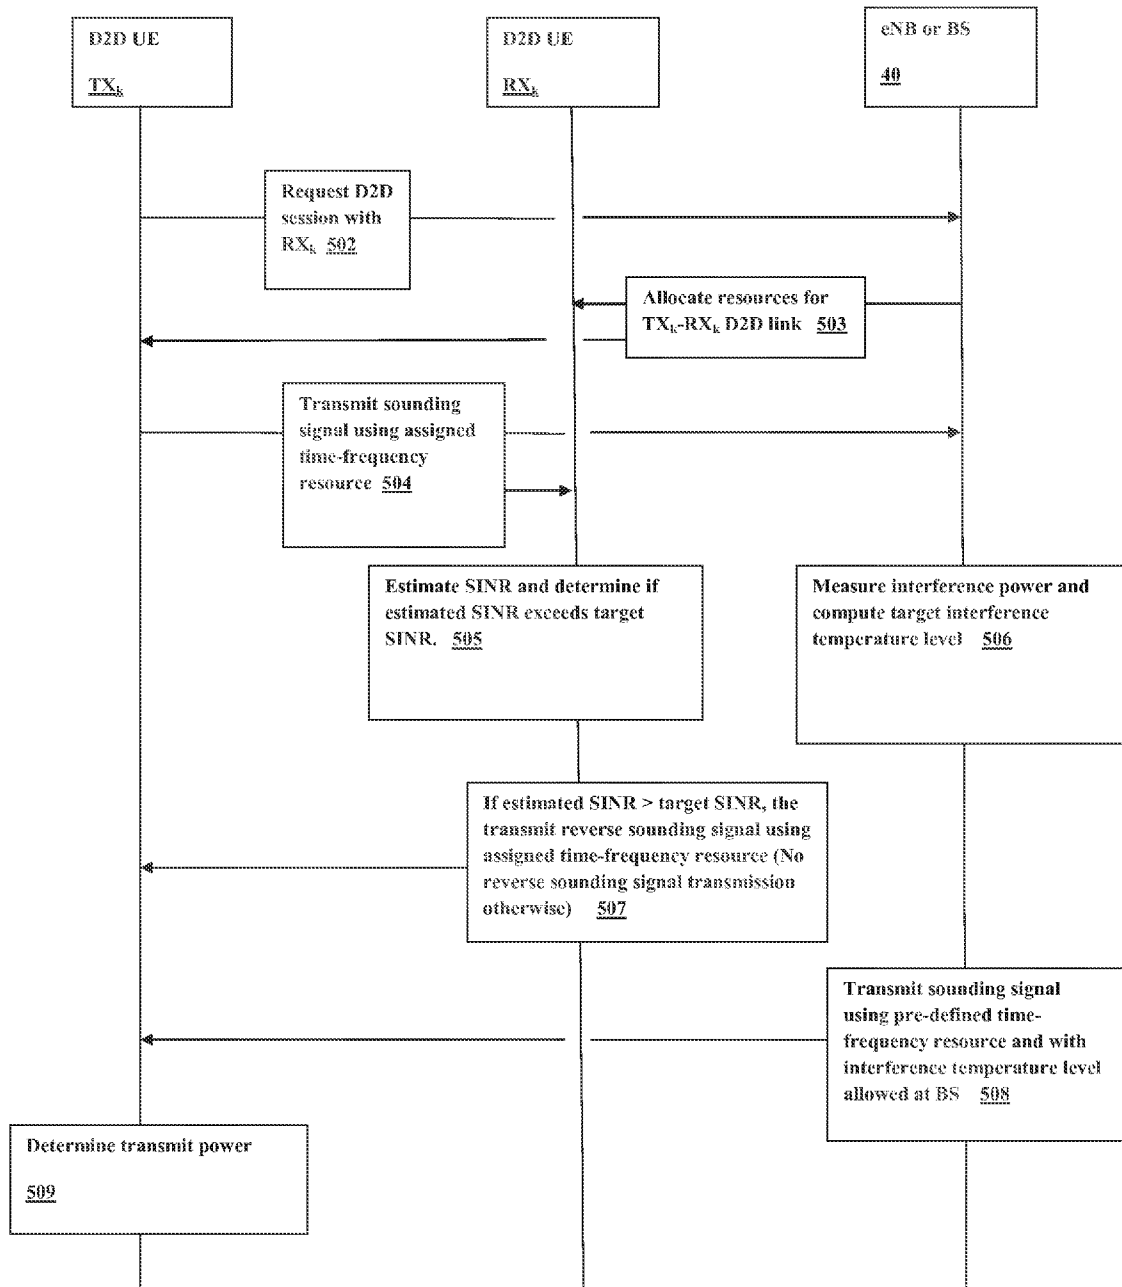 D2D UE
TXk
D2D UE
RXk
eNB or BS
40
Request D2D
session with
RXk 502
Allocate resources for
TXk-RXk D2D link 503
Transmit sounding
signal using assigned
time-frequency
resource 504
Estimate SINR and determine if
estimated SINR exceeds target
SINR. 505
Measure interference power and
compute target interference
temperature level 506
If estimated SINR > target SINR, the
transmit reverse sounding signal using
assigned time-frequency resource (No
reverse sounding signal transmission
otherwise) 507
Transmit sounding signal
using pre-defined time-
frequency resource and with
interference temperature level
allowed at BS 508
Determine transmit power
509